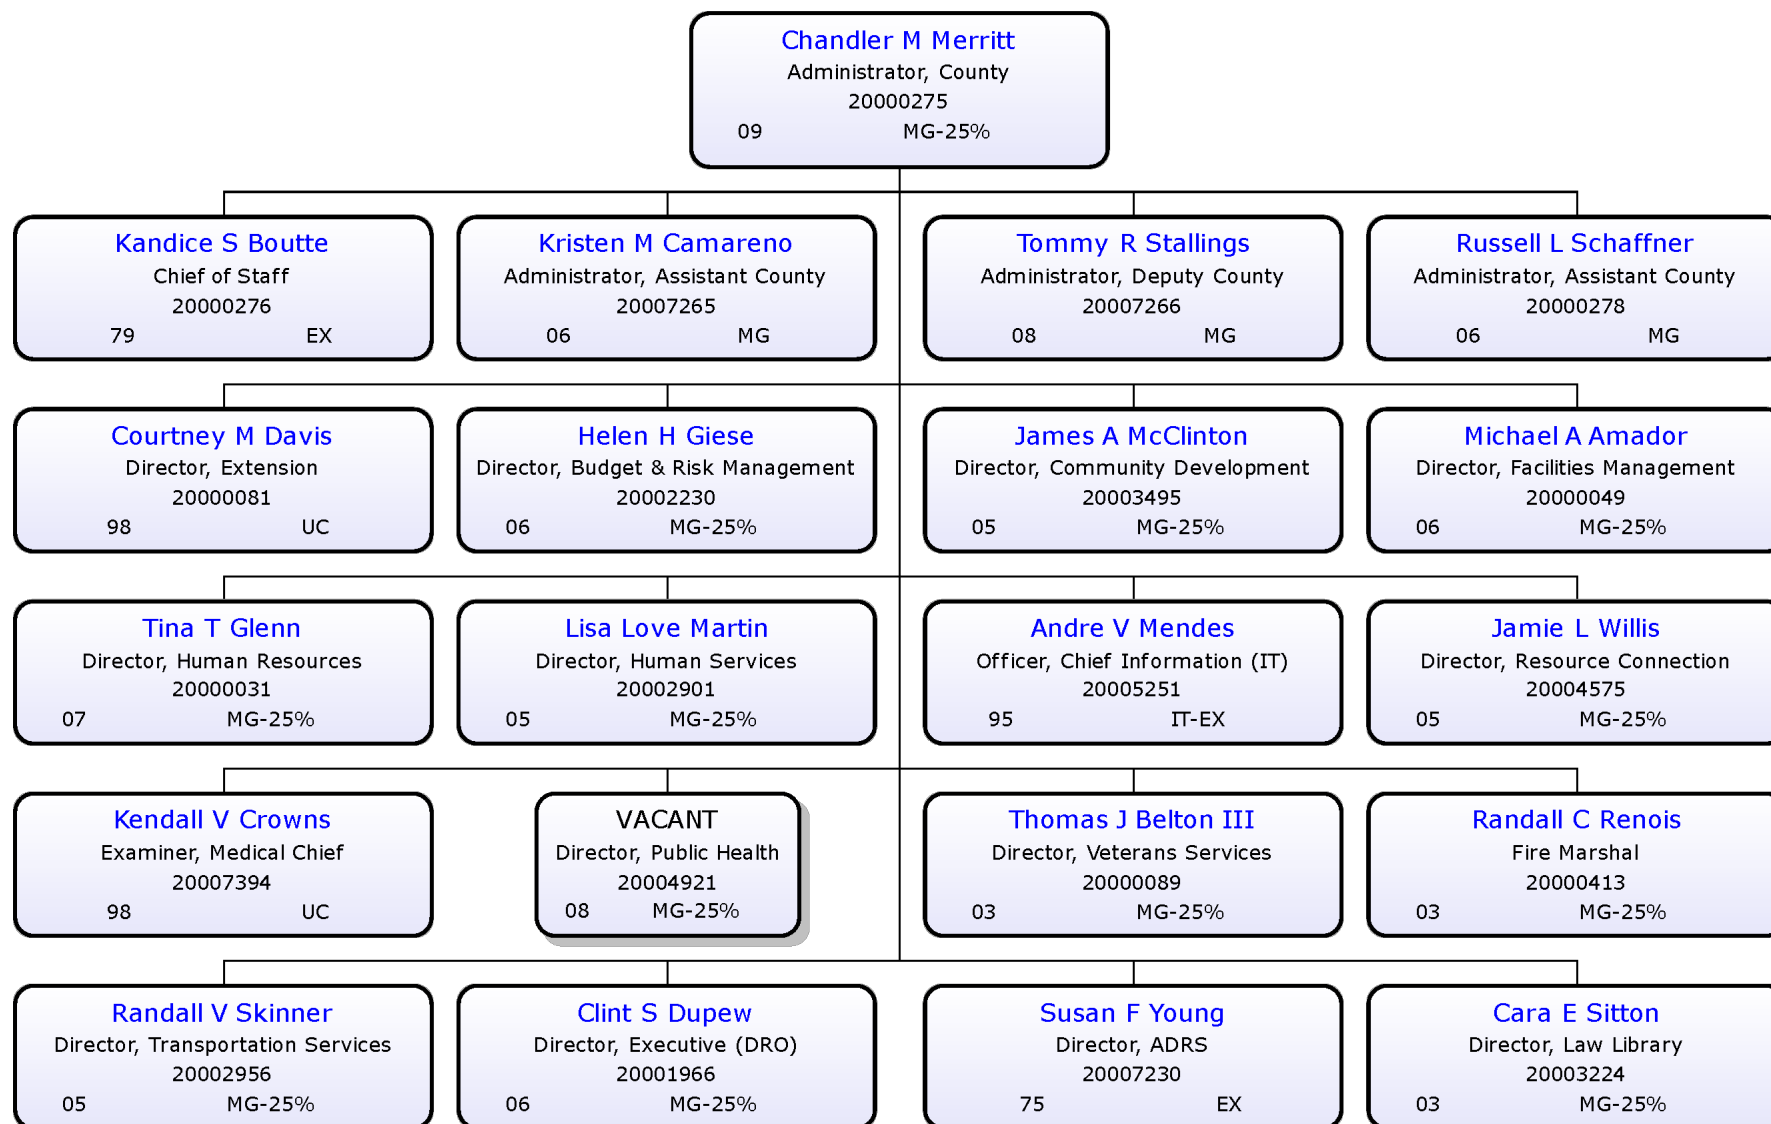 Chandler M Merritt
Administrator, County
20000275
09 MG-25%
Kandice S Boutte
Chief of Staff
20000276
79 EX
Kristen M Camareno
Administrator, Assistant County
20007265
06 MG
Tommy R Stallings
Administrator, Deputy County
20007266
08 MG
Russell L Schaffner
Administrator, Assistant County
20000278
06 MG
Courtney M Davis
Director, Extension
20000081
98 UC
Helen H Giese
Director, Budget & Risk Management
20002230
06 MG-25%
James A McClinton
Director, Community Development
20003495
05 MG-25%
Michael A Amador
Director, Facilities Management
20000049
06 MG-25%
Tina T Glenn
Director, Human Resources
20000031
07 MG-25%
Lisa Love Martin
Director, Human Services
20002901
05 MG-25%
Andre V Mendes
Officer, Chief Information (IT)
20005251
95 IT-EX
Jamie L Willis
Director, Resource Connection
20004575
05 MG-25%
Kendall V Crowns
Examiner, Medical Chief
20007394
98 UC
VACANT
Director, Public Health
20004921
08 MG-25%
Thomas J Belton III
Director, Veterans Services
20000089
03 MG-25%
Randall C Renois
Fire Marshal
20000413
03 MG-25%
Randall V Skinner
Director, Transportation Services
20002956
05 MG-25%
Clint S Dupew
Director, Executive (DRO)
20001966
06 MG-25%
Susan F Young
Director, ADRS
20007230
75 EX
Cara E Sitton
Director, Law Library
20003224
03 MG-25%